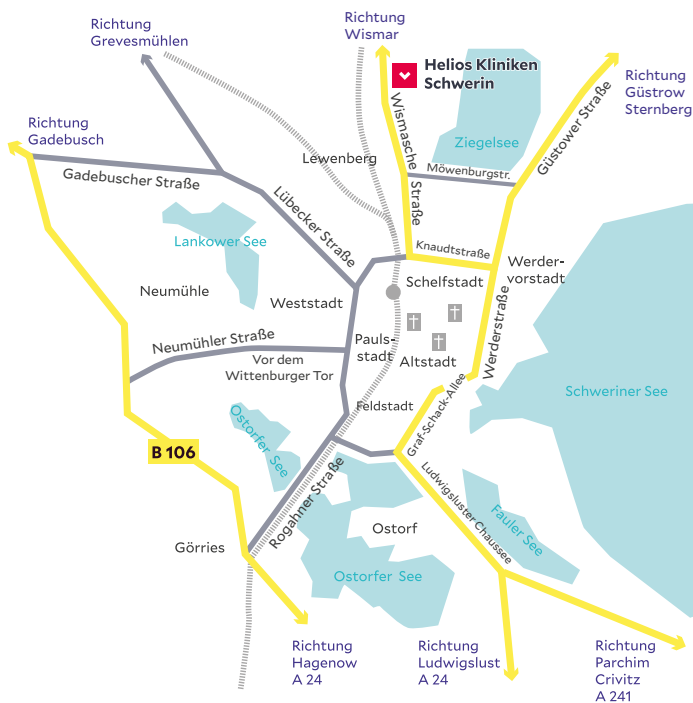 Richtung
Grevesmühlen
Richtung
Wismar
Helios Kliniken
Schwerin
Richtung
Güstrow
Sternberg
Richtung
Gadebusch
Ziegelsee
Wismasche Straße
Güstower Straße
Lewenberg
Möwenburgstr.
Gadebuscher Straße
Lübecker Straße
Lankower See
Knaudtstraße
Werder-
vorstadt
Schelfstadt
Neumühle
Weststadt
Werderstraße
Neumühler Straße
Pauls-
stadt
Vor dem
Wittenburger Tor
Altstadt
Schweriner See
Graf-Schack-Allee
Feldstadt
Ostorfer See
B 106
Rogahner Straße
Ludwigsluster Chaussee
Fauler See
Ostorf
Görries
Ostorfer See
Richtung
Hagenow
A 24
Richtung
Ludwigslust
A 24
Richtung
Parchim
Crivitz
A 241